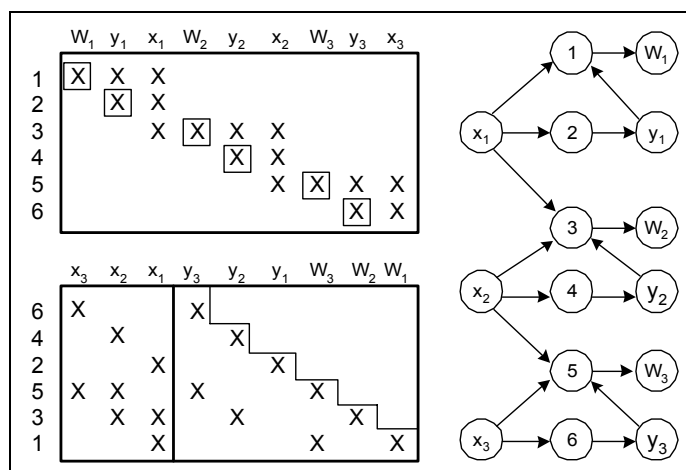 W₁ y₁ x₁ W₂ y₂ x₂ W₃ y₃ x₃
1 X X X
2 X X
3 X X X X
4 X X
5 X X X X
6 X X
x₃ x₂ x₁ y₃ y₂ y₁ W₃ W₂ W₁
6 X X
4 X X
2 X X
5 X X X X
3 X X X X
1 X X X
1 W₁
x₁ 2 y₁
3 W₂
x₂ 4 y₂
5 W₃
x₃ 6 y₃